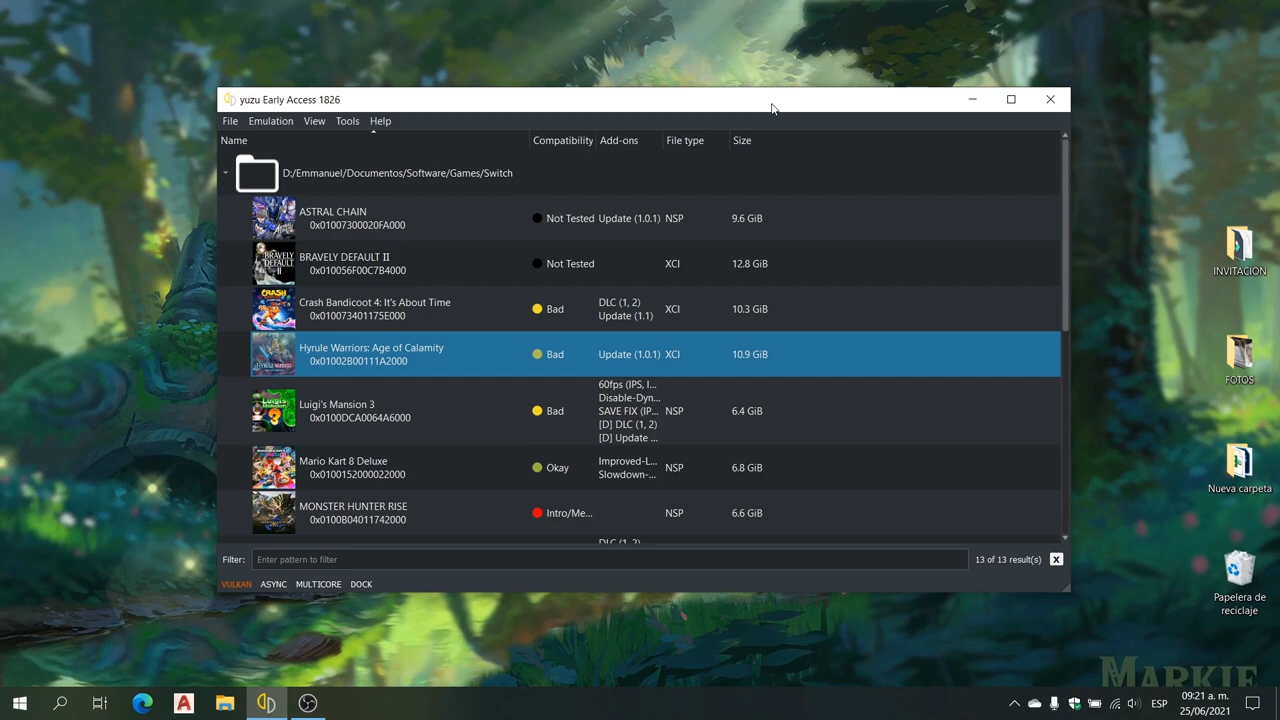 yuzu Early Access 1826
File Emulation View Tools Help
Name Compatibility Add-ons File type Size
D:/Emmanuel/Documentos/Software/Games/Switch
ASTRAL CHAIN
0x01007300020FA000
Not Tested Update (1.0.1) NSP 9.6 GiB
BRAVELY DEFAULT II
0x010056F00C7B4000
Not Tested XCI 12.8 GiB
Crash Bandicoot 4: It's About Time
0x010073401175E000
Bad
DLC (1, 2)
Update (1.1)
XCI 10.3 GiB
Hyrule Warriors: Age of Calamity
0x01002B00111A2000
Bad Update (1.0.1) XCI 10.9 GiB
Luigi's Mansion 3
0x0100DCA0064A6000
Bad
60fps (IPS, I...
Disable-Dyn...
SAVE FIX (IP...
[D] DLC (1, 2)
[D] Update ...
NSP 6.4 GiB
Mario Kart 8 Deluxe
0x0100152000022000
Okay
Improved-L...
Slowdown-...
NSP 6.8 GiB
MONSTER HUNTER RISE
0x0100B04011742000
Intro/Me... NSP 6.6 GiB
DLC (1, 2)
Filter: Enter pattern to filter 13 of 13 result(s) X
VULKAN ASYNC MULTICORE DOCK
INVITACION
FOTOS
Nueva carpeta
Papelera de
reciclaje
MARKIE
ESP
09:21 a. m.
25/06/2021